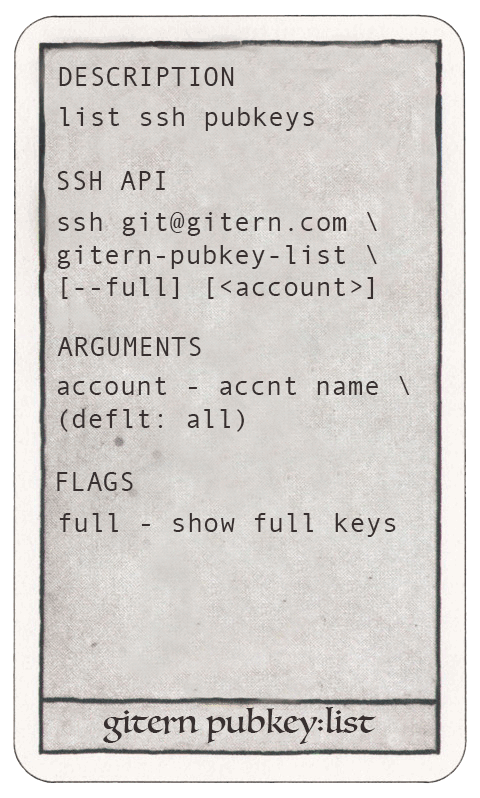 DESCRIPTION
list ssh pubkeys
SSH API
ssh git@gitern.com \
gitern-pubkey-list \
[--full] [<account>]
ARGUMENTS
account - accnt name \
(deflt: all)
FLAGS
full - show full keys
gitern pubkey:list